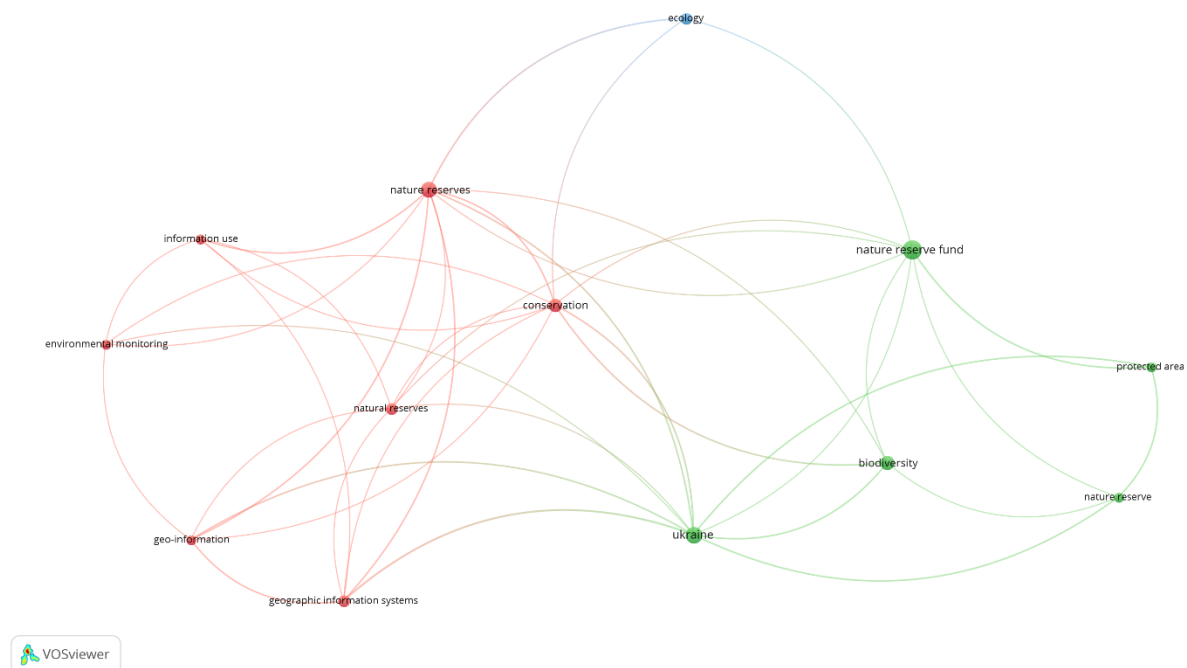 ecology
nature reserves
information use
nature reserve fund
conservation
environmental monitoring
protected area
natural reserves
biodiversity
nature reserve
ukraine
geo-information
geographic information systems
VOSviewer